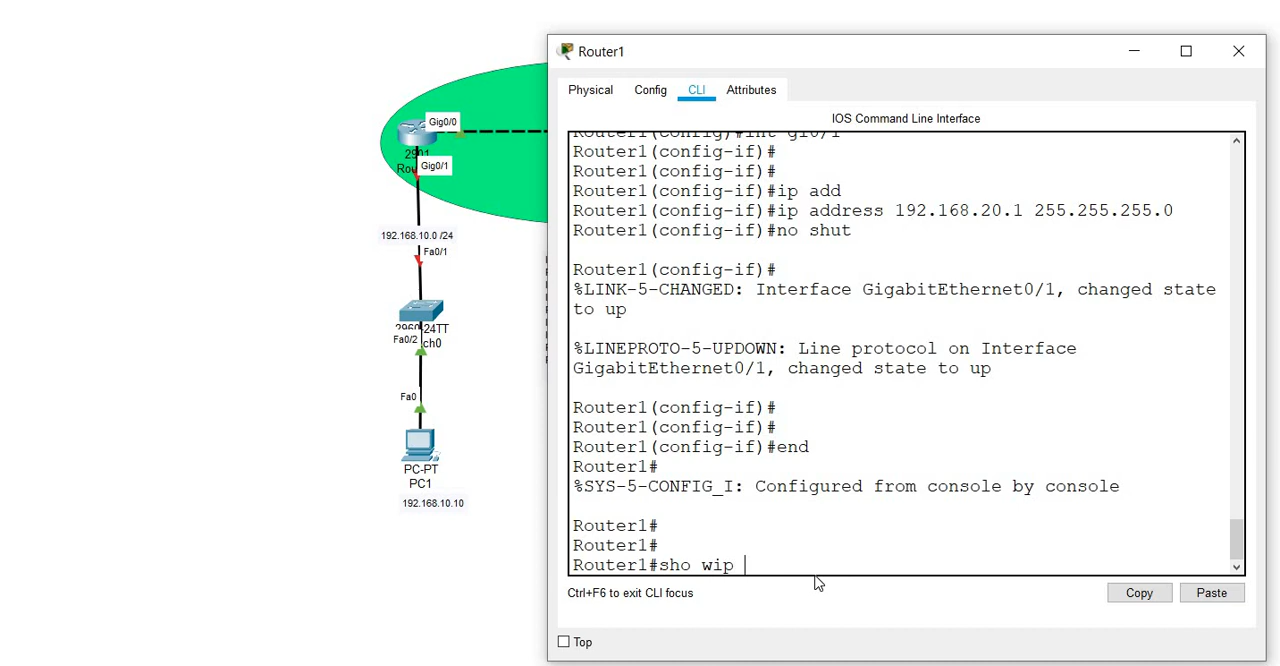 Router1
Physical
Config
CLI
Attributes
IOS Command Line Interface
Router1(config)#int gi0/1
Router1(config-if)#
Router1(config-if)#
Router1(config-if)#ip add
Router1(config-if)#ip address 192.168.20.1 255.255.255.0
Router1(config-if)#no shut
Router1(config-if)#
%LINK-5-CHANGED: Interface GigabitEthernet0/1, changed state
to up
%LINEPROTO-5-UPDOWN: Line protocol on Interface
GigabitEthernet0/1, changed state to up
Router1(config-if)#
Router1(config-if)#
Router1(config-if)#end
Router1#
%SYS-5-CONFIG_I: Configured from console by console
Router1#
Router1#
Router1#sho wip
Ctrl+F6 to exit CLI focus
Copy
Paste
Top
Gig0/0
Gig0/1
192.168.10.0 /24
Fa0/1
Fa0/2
Fa0
PC-PT
PC1
192.168.10.10